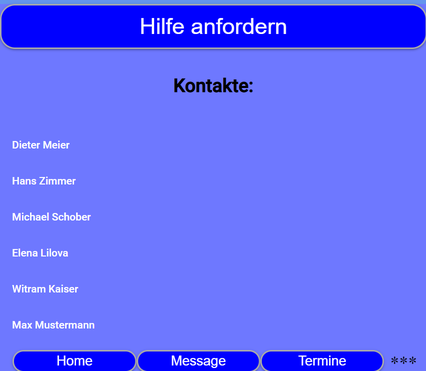 Hilfe anfordern
Kontakte:
Dieter Meier
Hans Zimmer
Michael Schober
Elena Lilova
Witram Kaiser
Max Mustermann
Home Message Termine ***